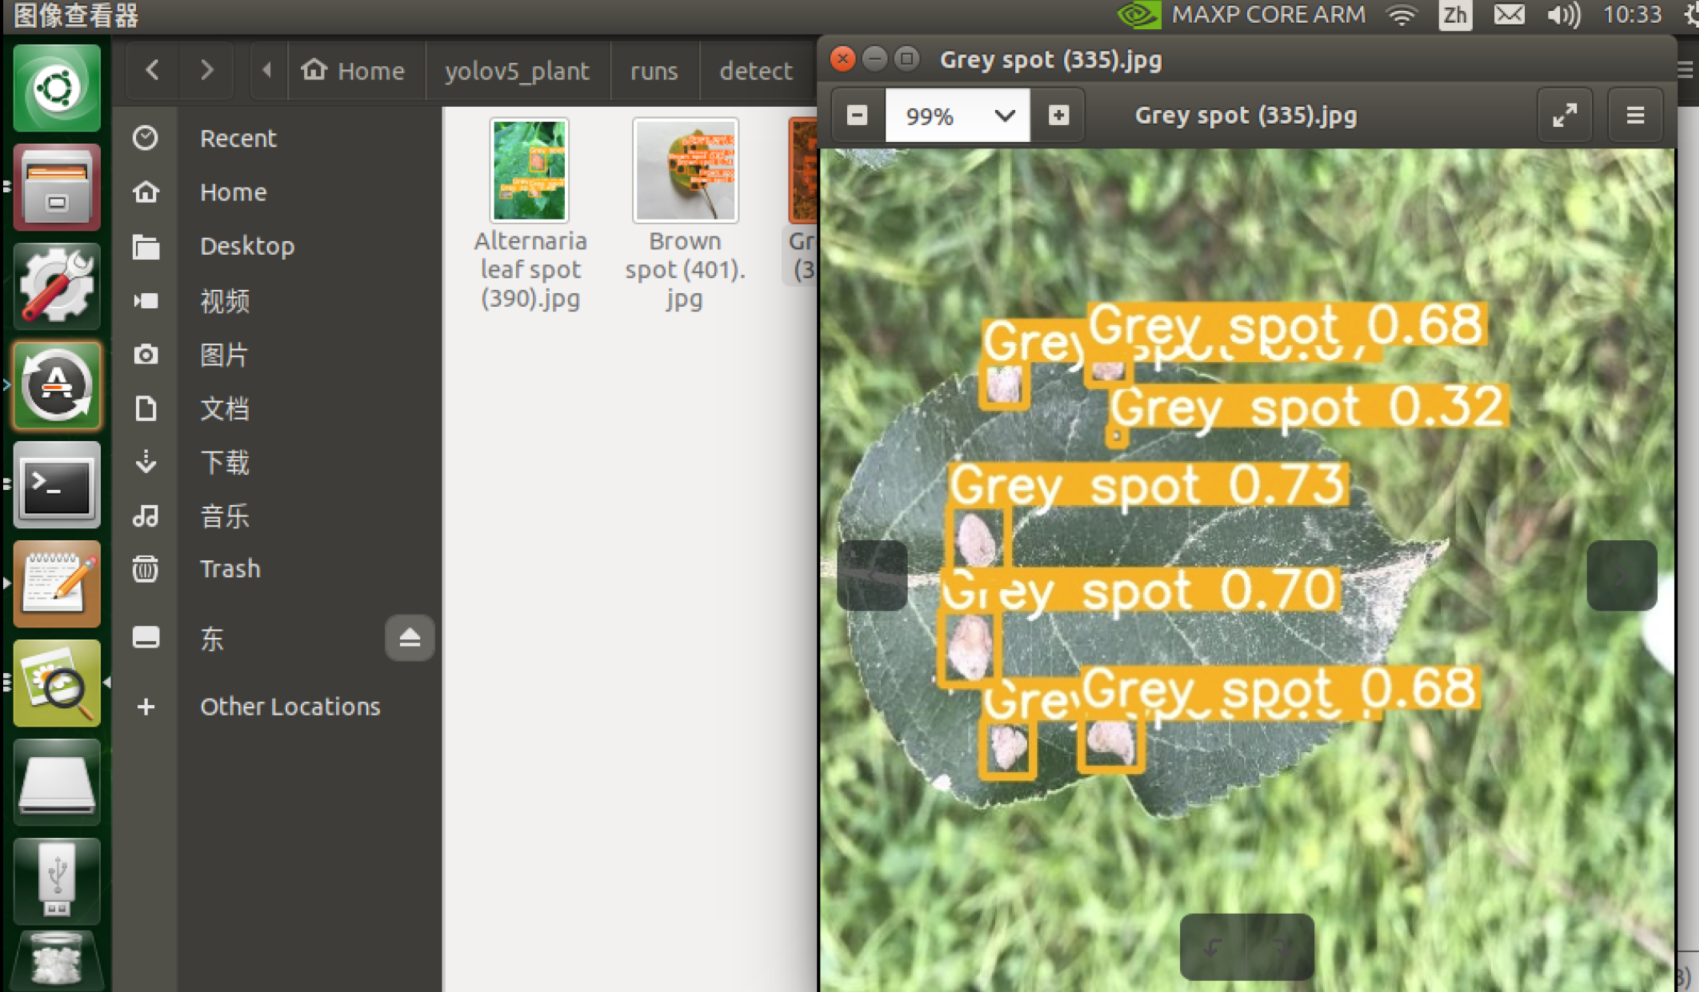 图像查看器
MAXP CORE ARM
Zh
10:33
Home
yolov5_plant
runs
detect
Grey spot (335).jpg
99%
Grey spot (335).jpg
Recent
Home
Desktop
视频
图片
文档
下载
音乐
Trash
东
Other Locations
Alternaria
leaf spot
(390).jpg
Brown
spot (401).
jpg
Gr
(3
Grey spot 0.68
Grey spot
Grey spot 0.32
Grey spot 0.73
Grey spot 0.70
Grey spot 0.68
Grey spot